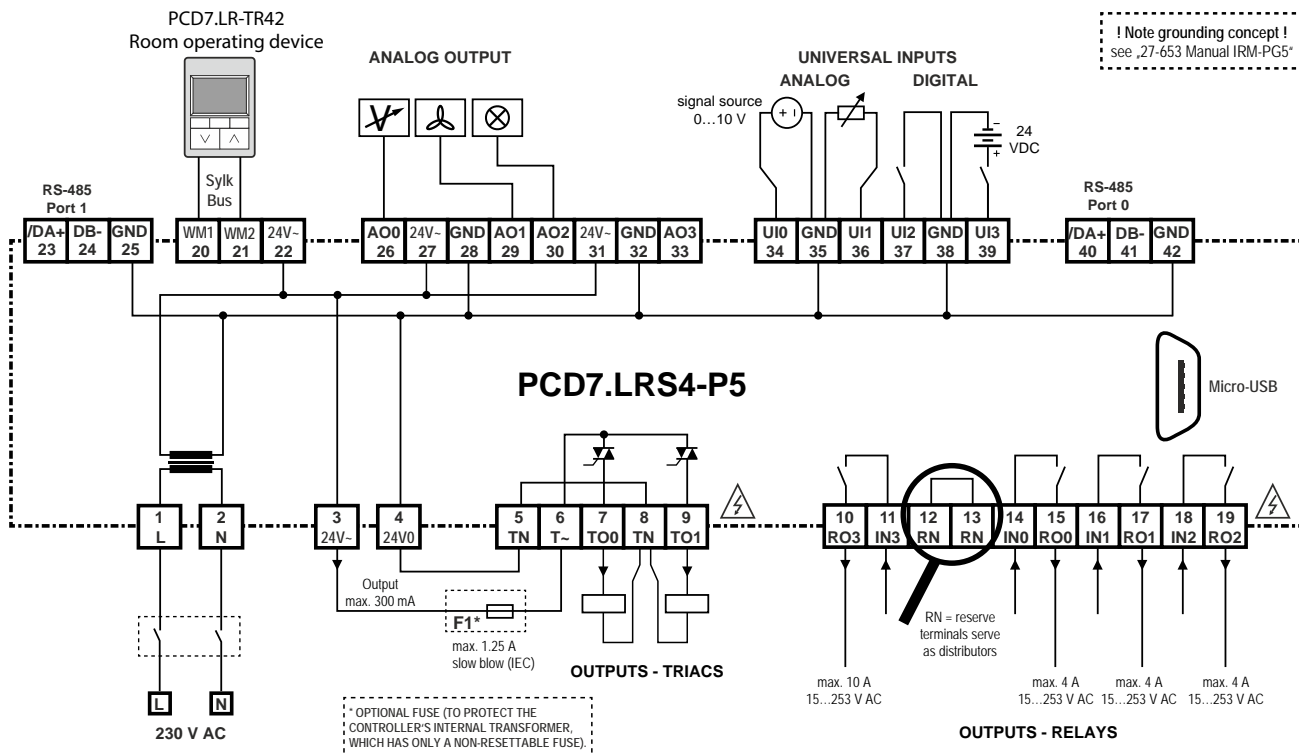 PCD7.LR-TR42
Room operating device
ANALOG OUTPUT
UNIVERSAL INPUTS
ANALOG DIGITAL
! Note grounding concept !
see „27-653 Manual IRM-PG5“
signal source
0…10 V
24
VDC
Sylk
Bus
RS-485
Port 1
RS-485
Port 0
/DA+ DB- GND
23 24 25
WM1 WM2 24V~
20 21 22
AO0 24V~ GND AO1 AO2 24V~ GND AO3
26 27 28 29 30 31 32 33
UI0 GND UI1 UI2 GND UI3
34 35 36 37 38 39
/DA+ DB- GND
40 41 42
PCD7.LRS4-P5
Micro-USB
1 2
L N
3 4
24V~ 24V0
5 6 7 8 9
TN T~ TO0 TN TO1
10 11 12 13 14 15 16 17 18 19
RO3 IN3 RN RN IN0 RO0 IN1 RO1 IN2 RO2
Output
max. 300 mA
F1*
max. 1.25 A
slow blow (IEC)
OUTPUTS - TRIACS
RN = reserve
terminals serve
as distributors
max. 10 A
15…253 V AC
max. 4 A
15…253 V AC
max. 4 A
15…253 V AC
max. 4 A
15…253 V AC
OUTPUTS - RELAYS
L N
230 V AC
* OPTIONAL FUSE (TO PROTECT THE
CONTROLLER'S INTERNAL TRANSFORMER,
WHICH HAS ONLY A NON-RESETTABLE FUSE).